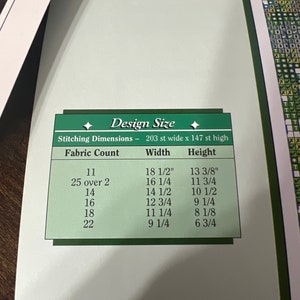 Design Size
Stitching Dimensions – 203 st wide x 147 st high
Fabric Count Width Height
11 18 1/2" 13 3/8"
25 over 2 16 1/4 11 3/4
14 14 1/2 10 1/2
16 12 3/4 9 1/4
18 11 1/4 8 1/8
22 9 1/4 6 3/4